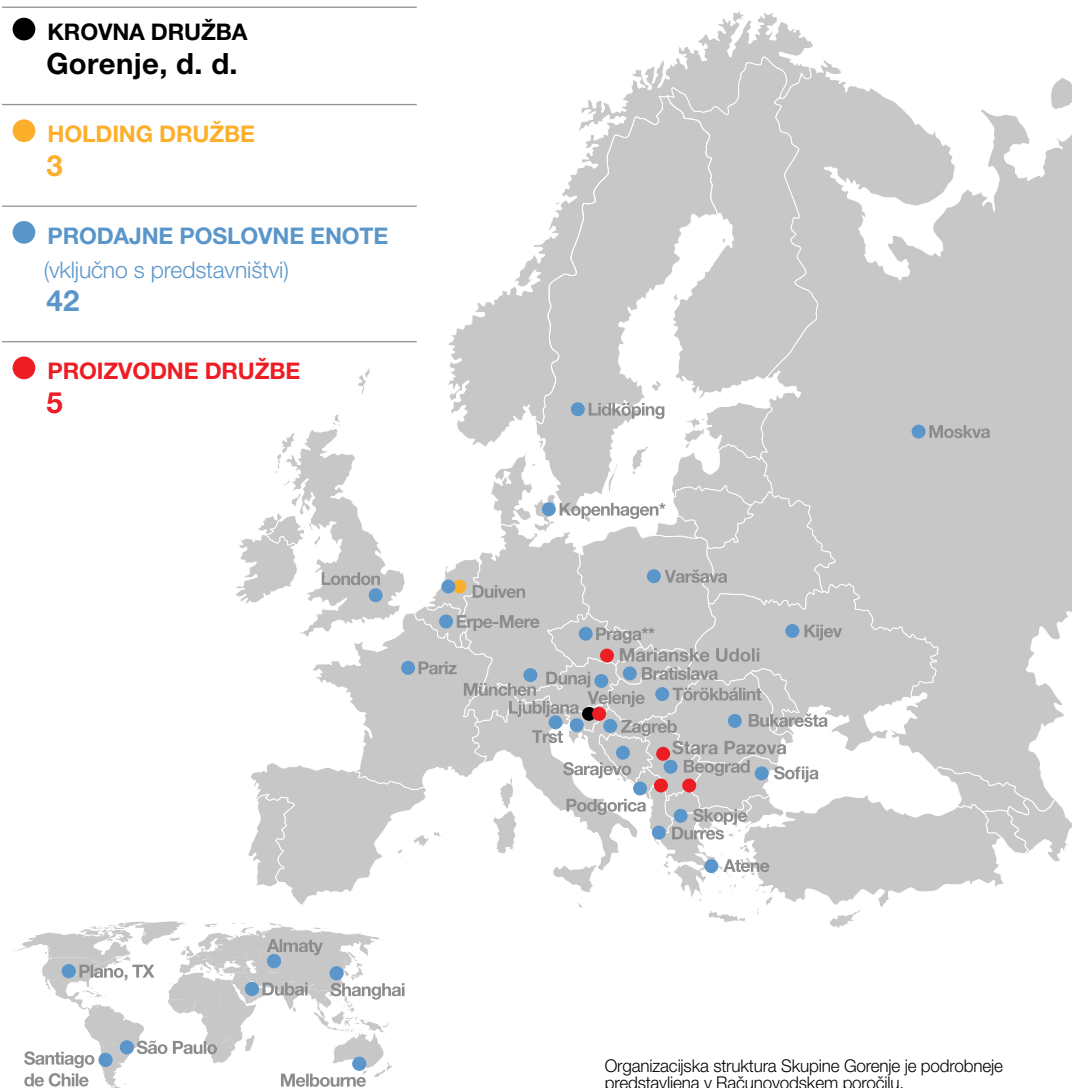 KROVNA DRUŽBA
Gorenje, d. d.
HOLDING DRUŽBE
3
PRODAJNE POSLOVNE ENOTE
(vključno s predstavništvi)
42
PROIZVODNE DRUŽBE
5
Lidköping
Moskva
Kopenhagen*
London
Duiven
Varšava
Erpe-Mere
Praga**
Kijev
Marianske Udoli
Pariz
München
Dunaj
Bratislava
Velenje
Törökbálint
Ljubljana
Trst
Zagreb
Bukarešta
Stara Pazova
Sarajevo
Beograd
Sofija
Podgorica
Skopje
Durres
Atene
Almaty
Plano, TX
Dubai
Shanghai
São Paulo
Santiago
de Chile
Melbourne
Organizacijska struktura Skupine Gorenje je podrobneje
predstavljena v Računovodskem poročilu.